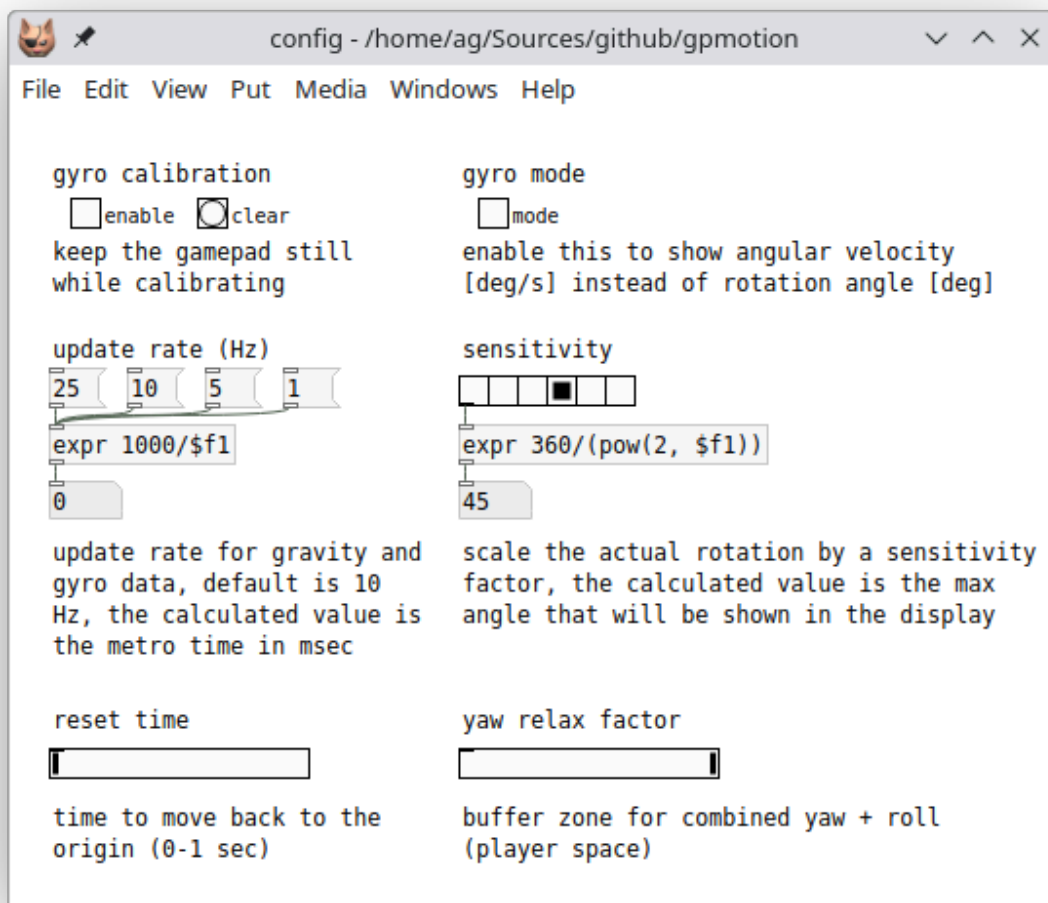 config - /home/ag/Sources/github/gpmotion
File Edit View Put Media Windows Help
gyro calibration
enable clear
keep the gamepad still
while calibrating
gyro mode
mode
enable this to show angular velocity
[deg/s] instead of rotation angle [deg]
update rate (Hz)
25 10 5 1
expr 1000/$f1
0
update rate for gravity and
gyro data, default is 10
Hz, the calculated value is
the metro time in msec
sensitivity
expr 360/(pow(2, $f1))
45
scale the actual rotation by a sensitivity
factor, the calculated value is the max
angle that will be shown in the display
reset time
time to move back to the
origin (0-1 sec)
yaw relax factor
buffer zone for combined yaw + roll
(player space)